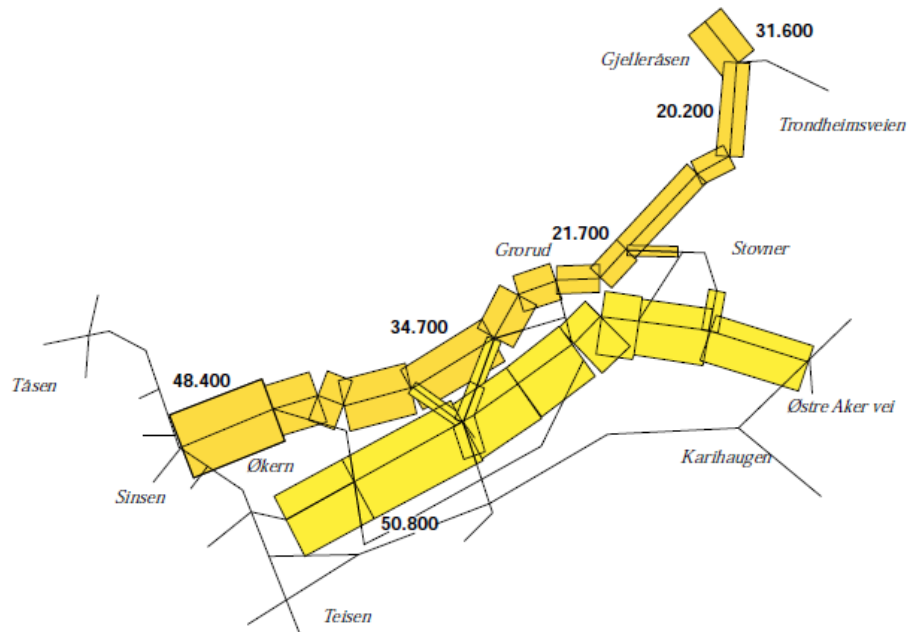 31.600
Gjelleråsen
20.200
Trondheimsveien
21.700
Grorud
Stovner
34.700
48.400
Tåsen
Østre Aker vei
Økern
Karihaugen
Sinsen
50.800
Teisen